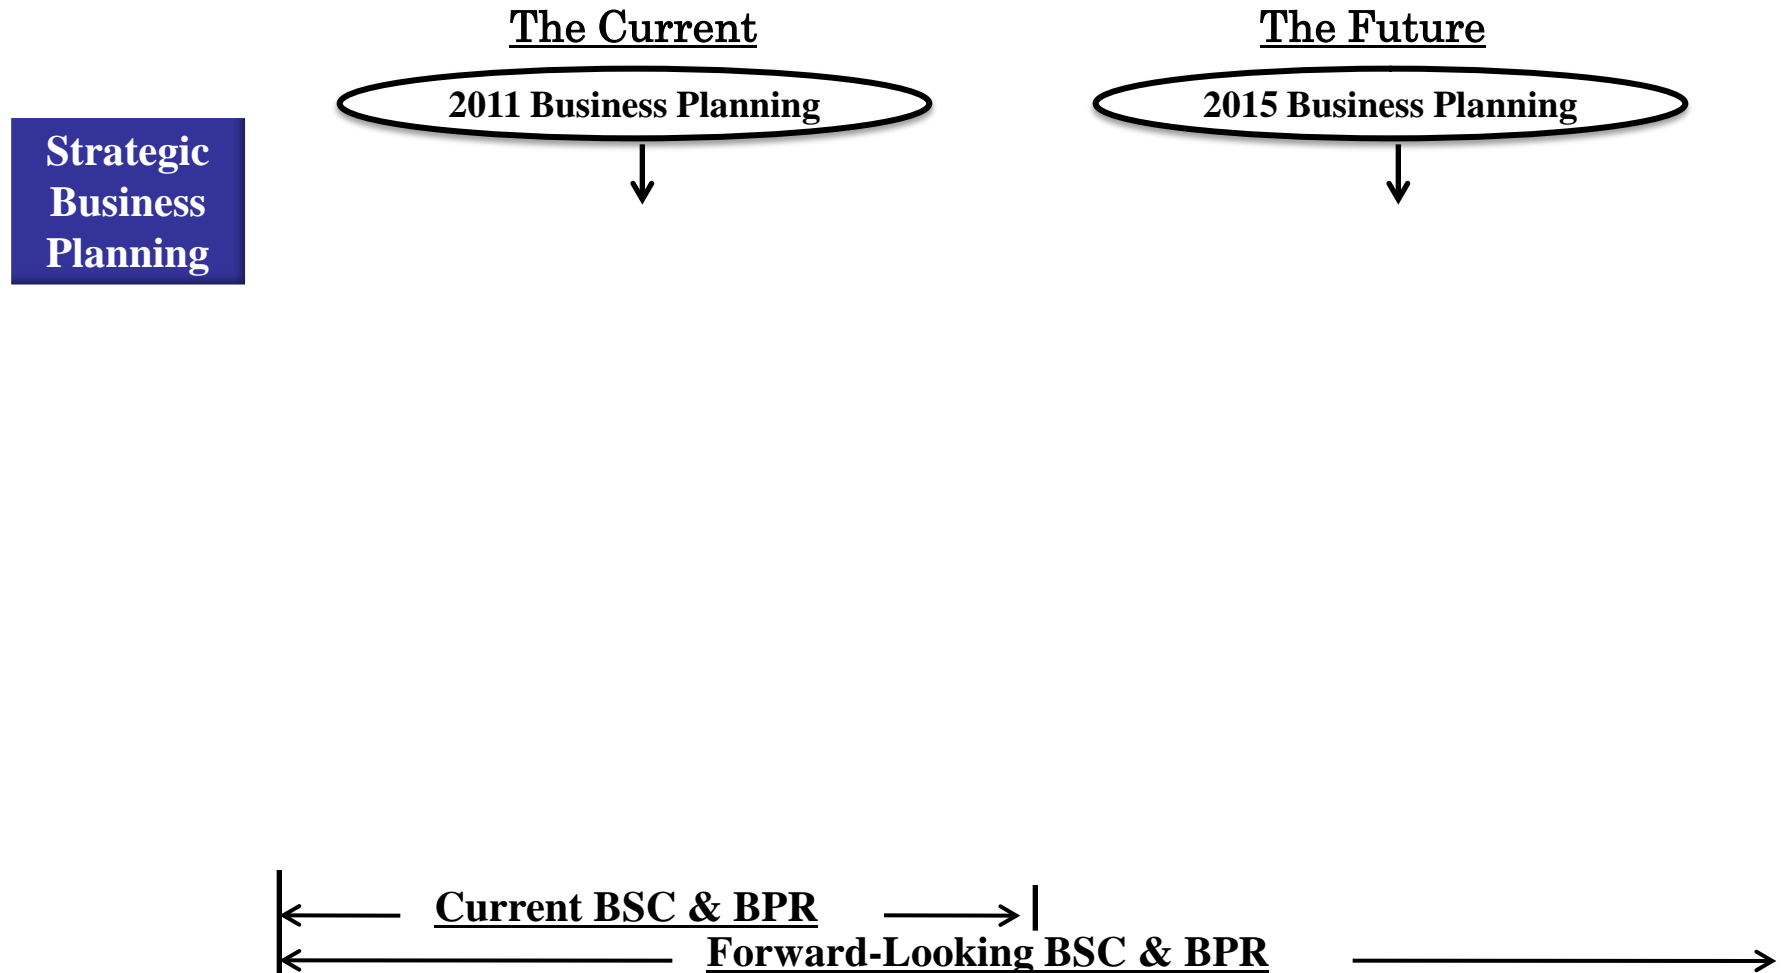 The Current
The Future
2011 Business Planning
2015 Business Planning
Strategic
Business
Planning
Current BSC & BPR
Forward-Looking BSC & BPR